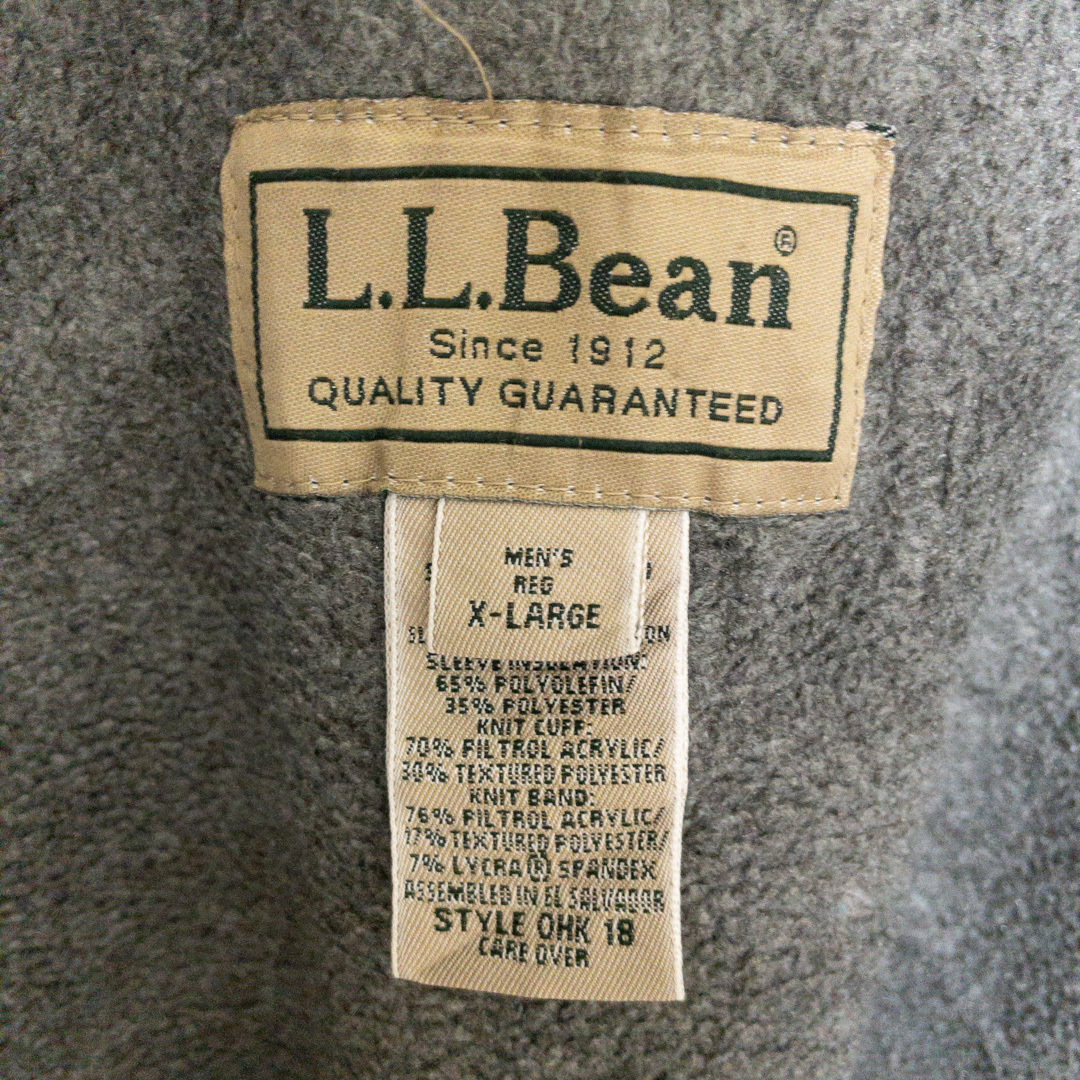 L.L.Bean®
Since 1912
QUALITY GUARANTEED
MEN'S
REG
X-LARGE
SLEEVE INSULATION:
65% POLYOLEFIN/
35% POLYESTER
KNIT CUFF:
70% FILTROL ACRYLIC/
30% TEXTURED POLYESTER
KNIT BAND:
76% FILTROL ACRYLIC/
17% TEXTURED POLYESTER/
7% LYCRA® SPANDEX
ASSEMBLED IN EL SALVADOR
STYLE OHK 18
CARE OVER